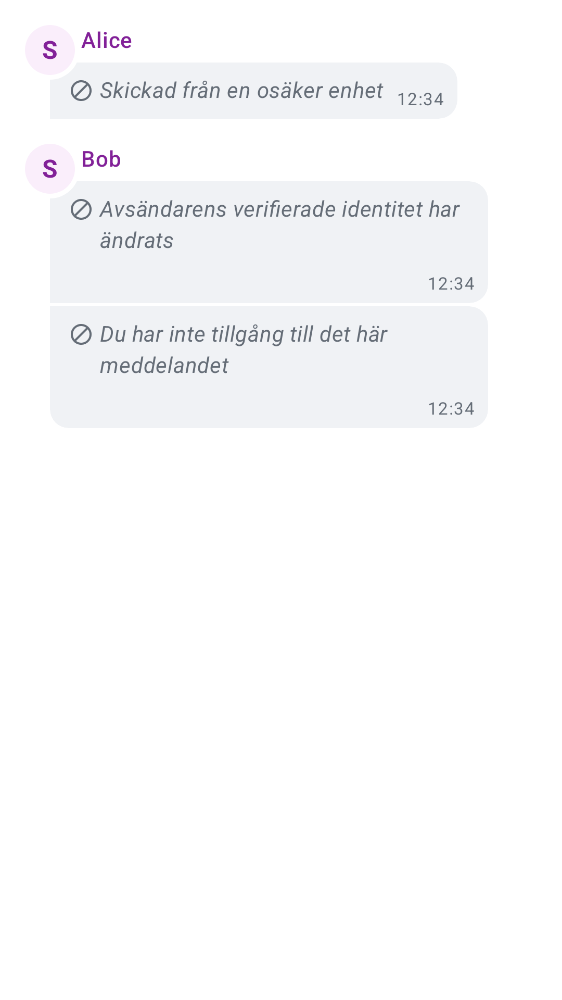 S
Alice
Skickad från en osäker enhet
12:34
S
Bob
Avsändarens verifierade identitet har
ändrats
12:34
Du har inte tillgång till det här
meddelandet
12:34